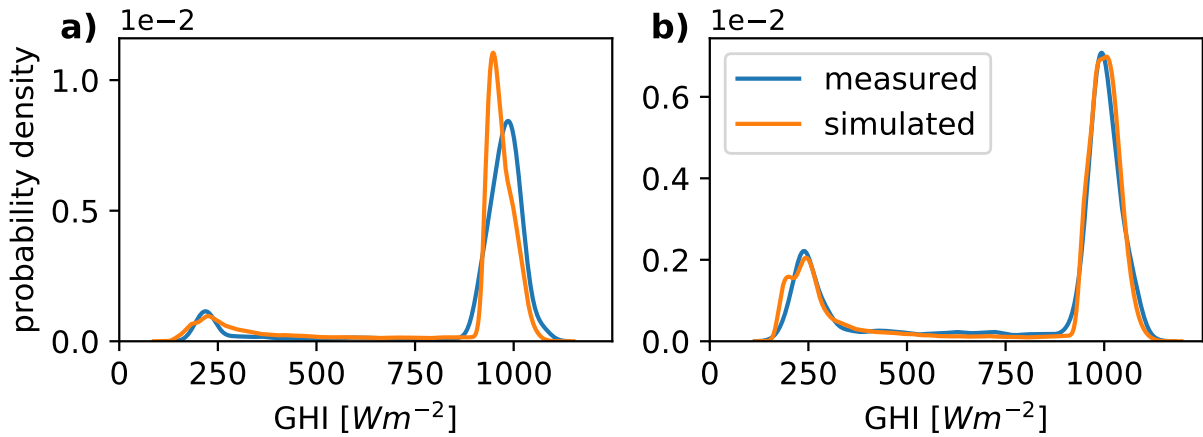 a) 1e-2
probability density
1.0
0.5
0.0
0 250 500 750 1000
GHI [Wm⁻²]
b) 1e-2
measured
simulated
0.6
0.4
0.2
0.0
0 250 500 750 1000
GHI [Wm⁻²]